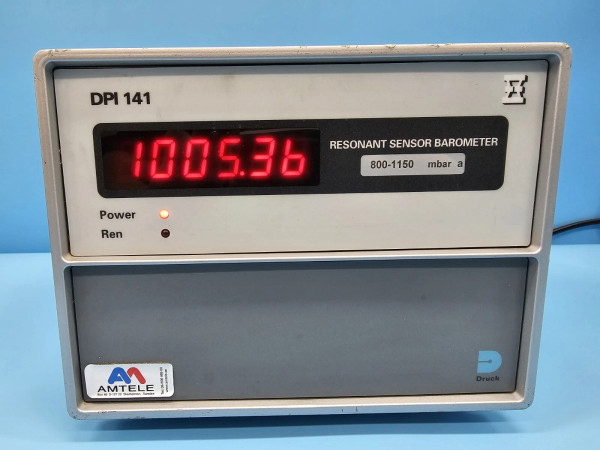 DPI 141
1005.36
RESONANT SENSOR BAROMETER
800-1150 mbar a
Power
Ren
AMTELE
Druck